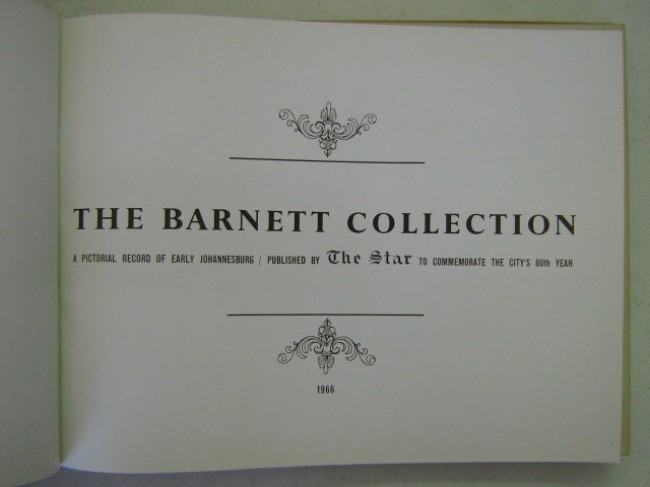 THE BARNETT COLLECTION
A PICTORIAL RECORD OF EARLY JOHANNESBURG / PUBLISHED BY The Star TO COMMEMORATE THE CITY'S 80th YEAR
1966